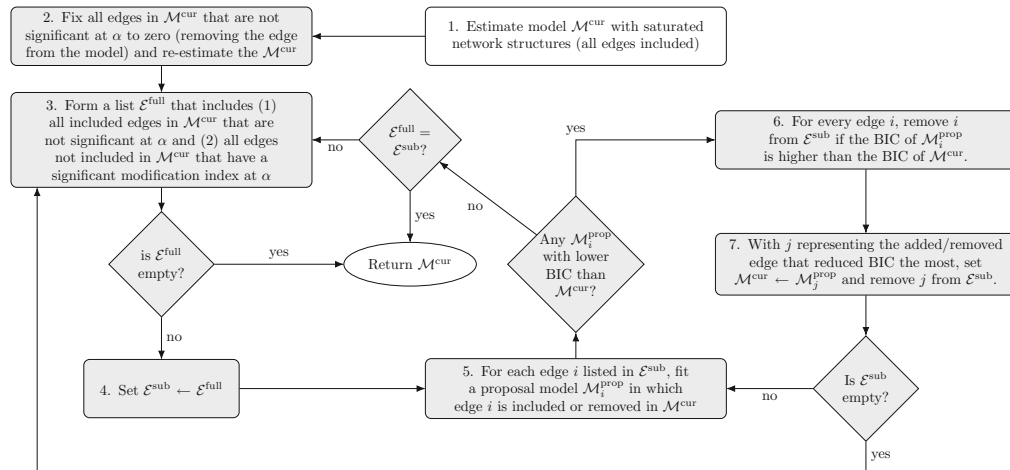 2. Fix all edges in ℳ^cur that are not
significant at α to zero (removing the edge
from the model) and re-estimate the ℳ^cur
1. Estimate model ℳ^cur with saturated
network structures (all edges included)
3. Form a list ℰ^full that includes (1)
all included edges in ℳ^cur that are
not significant at α and (2) all edges
not included in ℳ^cur that have a
significant modification index at α
no
ℰ^full =
ℰ^sub?
yes
6. For every edge i, remove i
from ℰ^sub if the BIC of ℳ_i^prop
is higher than the BIC of ℳ^cur.
no
yes
is ℰ^full
empty?
yes
Return ℳ^cur
Any ℳ_i^prop
with lower
BIC than
ℳ^cur?
7. With j representing the added/removed
edge that reduced BIC the most, set
ℳ^cur ← ℳ_j^prop and remove j from ℰ^sub.
no
4. Set ℰ^sub ← ℰ^full
5. For each edge i listed in ℰ^sub, fit
a proposal model ℳ_i^prop in which
edge i is included or removed in ℳ^cur
no
Is ℰ^sub
empty?
yes